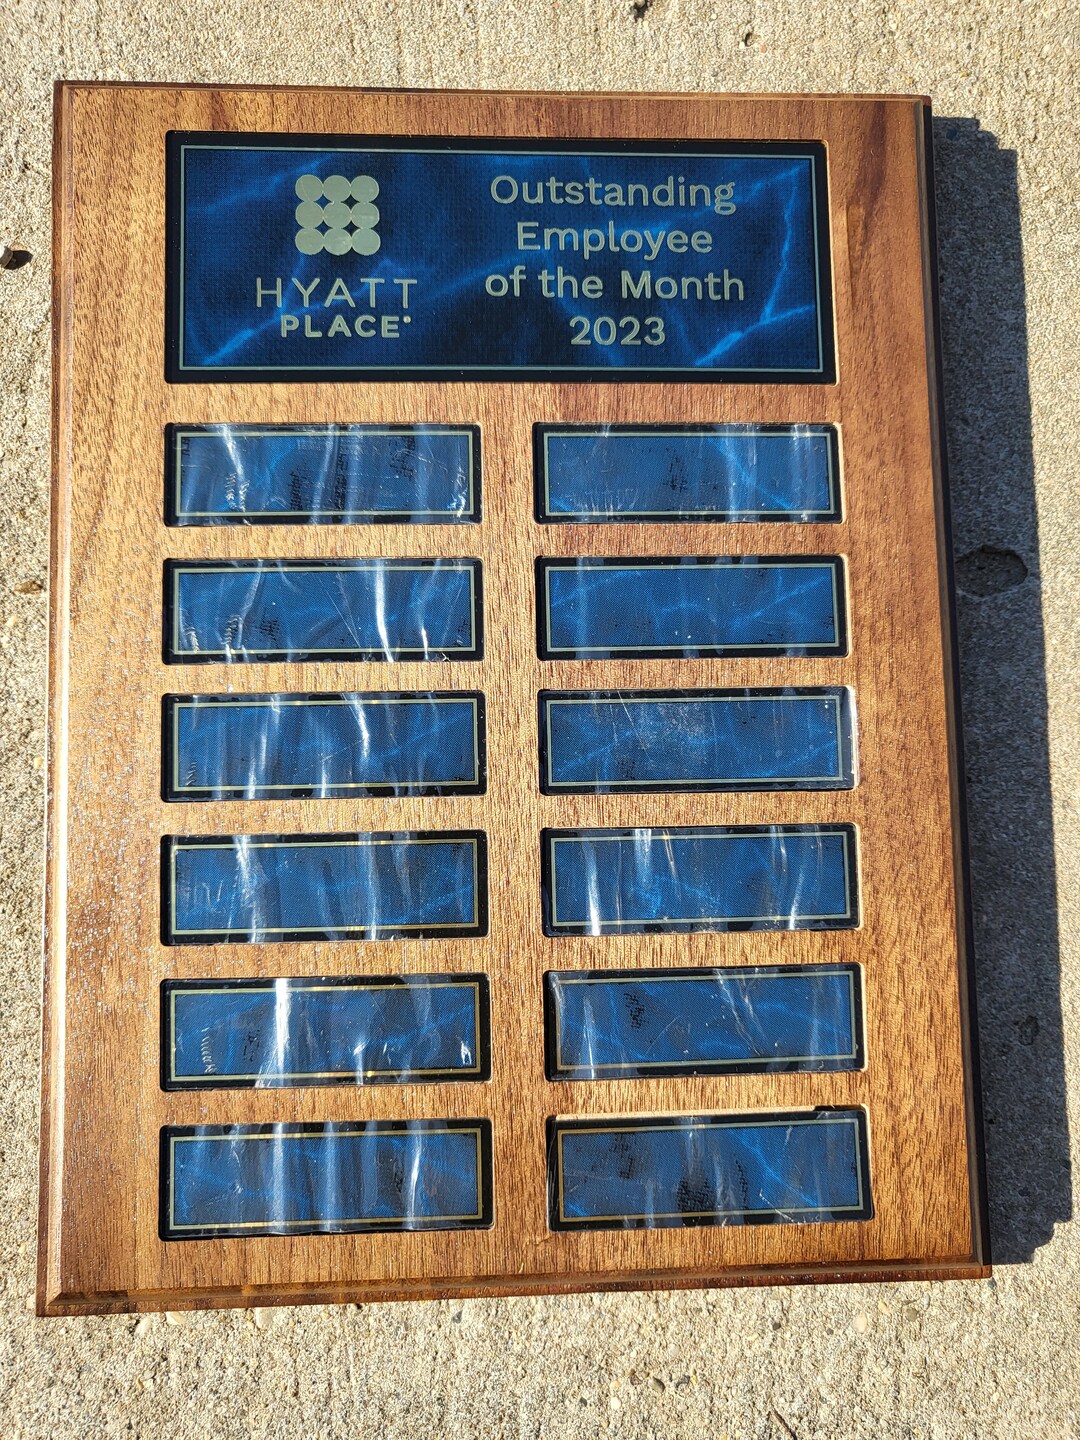 HYATT
PLACE
Outstanding
Employee
of the Month
2023